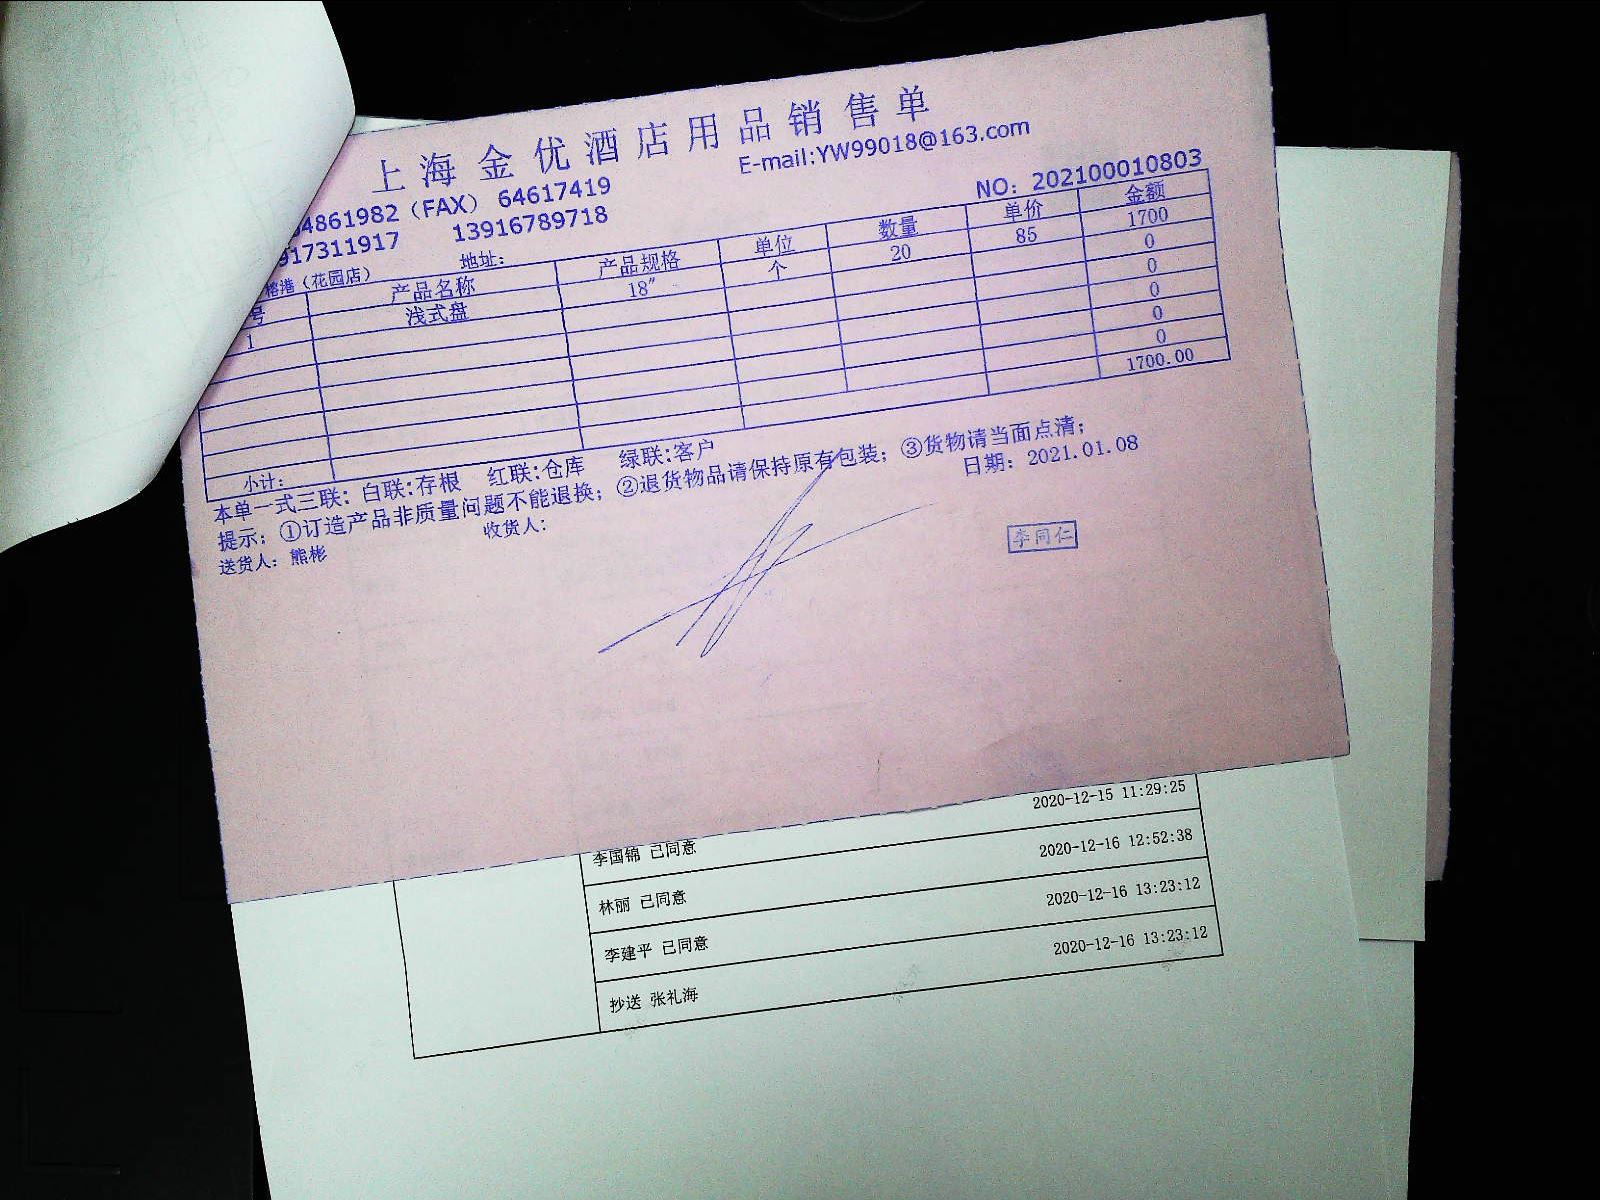 上海金优酒店用品销售单
E-mail:YW99018@163.com
4861982（FAX） 64617419
917311917 13916789718
NO：202100010803
榕港（花园店） 地址：
号 产品名称 产品规格 单位 数量 单价 金额
1 浅式盘 18″ 个 20 85 1700
0
0
0
0
0
小计： 1700.00
本单一式三联：白联:存根 红联:仓库 绿联:客户
提示：①订造产品非质量问题不能退换；②退货物品请保持原有包装；③货物请当面点清；
送货人：熊彬 收货人： 日期：2021.01.08
李同仁
2020-12-15 11:29:25
李国锦 已同意
2020-12-16 12:52:38
林丽 已同意
2020-12-16 13:23:12
李建平 已同意
2020-12-16 13:23:12
抄送 张礼海